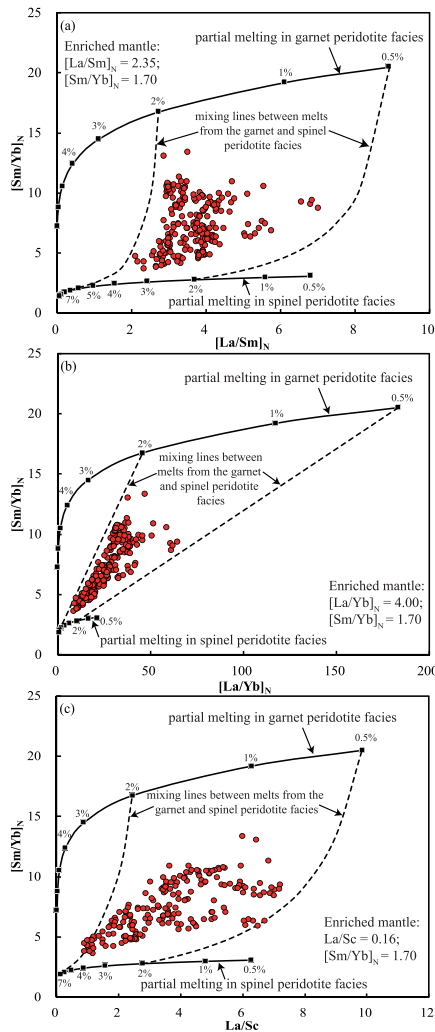 (a)
partial melting in garnet peridotite facies
Enriched mantle:
[La/Sm]N = 2.35;
[Sm/Yb]N = 1.70
0.5%
1%
2%
3%
4%
mixing lines between melts
from the garnet and spinel
peridotite facies
7% 5% 4% 3% 2% 1% 0.5%
partial melting in spinel peridotite facies
[Sm/Yb]N
25
20
15
10
5
0
0 2 4 6 8 10
[La/Sm]N
(b)
partial melting in garnet peridotite facies
0.5%
1%
2%
3%
4%
mixing lines between
melts from the garnet
and spinel peridotite
facies
Enriched mantle:
[La/Yb]N = 4.00;
[Sm/Yb]N = 1.70
2% 0.5%
partial melting in spinel peridotite facies
[Sm/Yb]N
25
20
15
10
5
0
0 50 100 150 200
[La/Yb]N
(c)
partial melting in garnet peridotite facies
0.5%
1%
2%
3%
4%
mixing lines between melts from the
garnet and spinel peridotite facies
Enriched mantle:
La/Sc = 0.16;
[Sm/Yb]N = 1.70
7% 4% 3% 2% 1% 0.5%
partial melting in spinel peridotite facies
[Sm/Yb]N
25
20
15
10
5
0
0 2 4 6 8 10 12
La/Sc